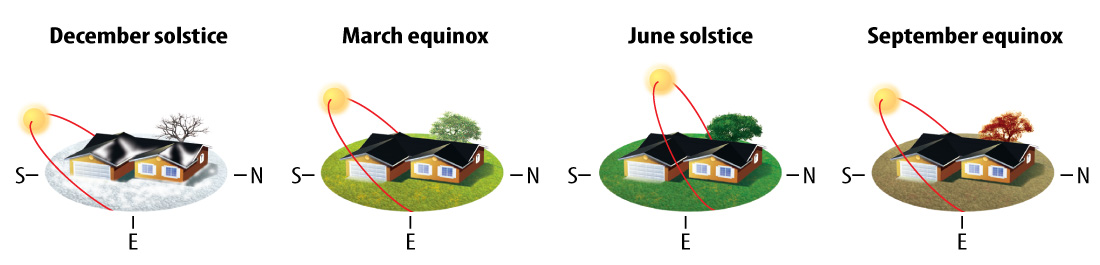 December solstice
March equinox
June solstice
September equinox
S– –N
E
S– –N
E
S– –N
E
S– –N
E